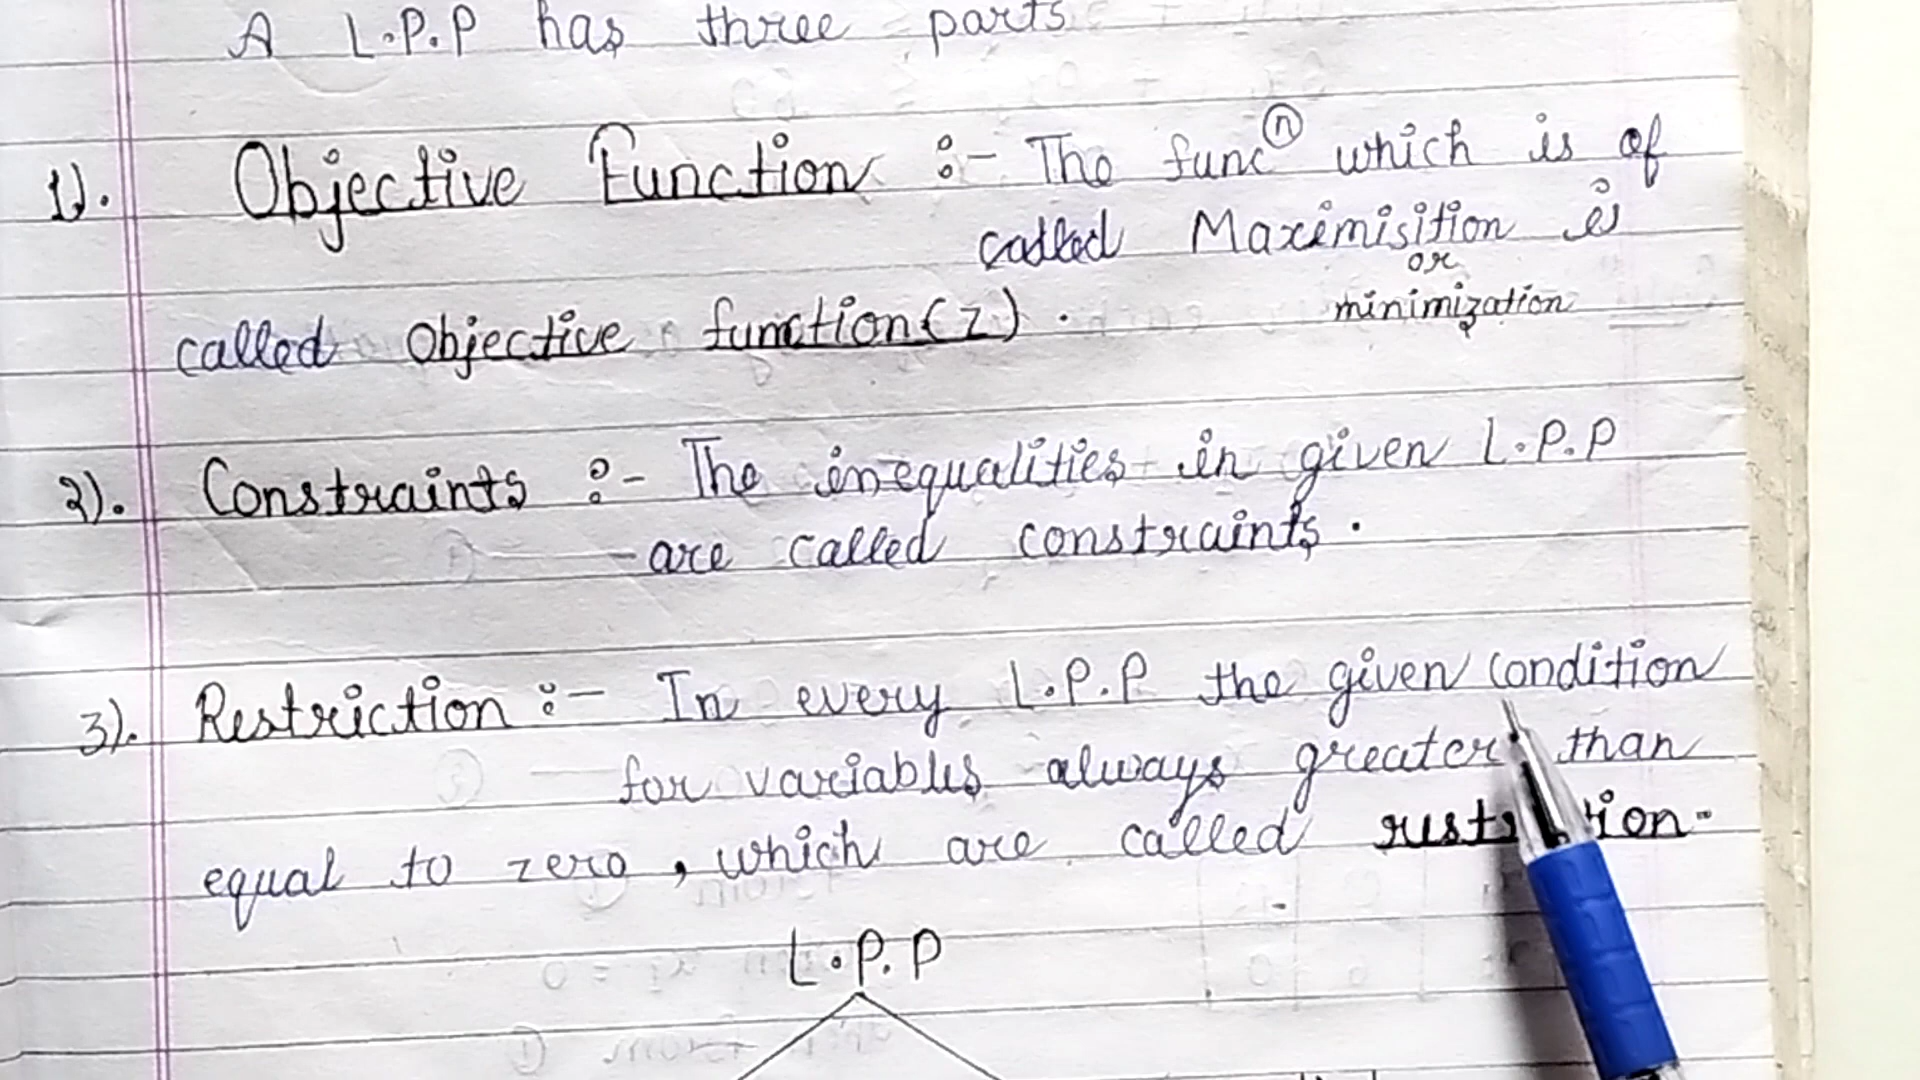 A L.P.P has three parts
1). Objective Function :- The funcⁿ which is of
called Maximisition is
or
minimization
called Objective function(z).
2). Constraints :- The inequalities in given L.P.P
are called constraints.
3). Restriction :- In every L.P.P the given condition
for variables always greater than
equal to zero, which are called
L.P.P